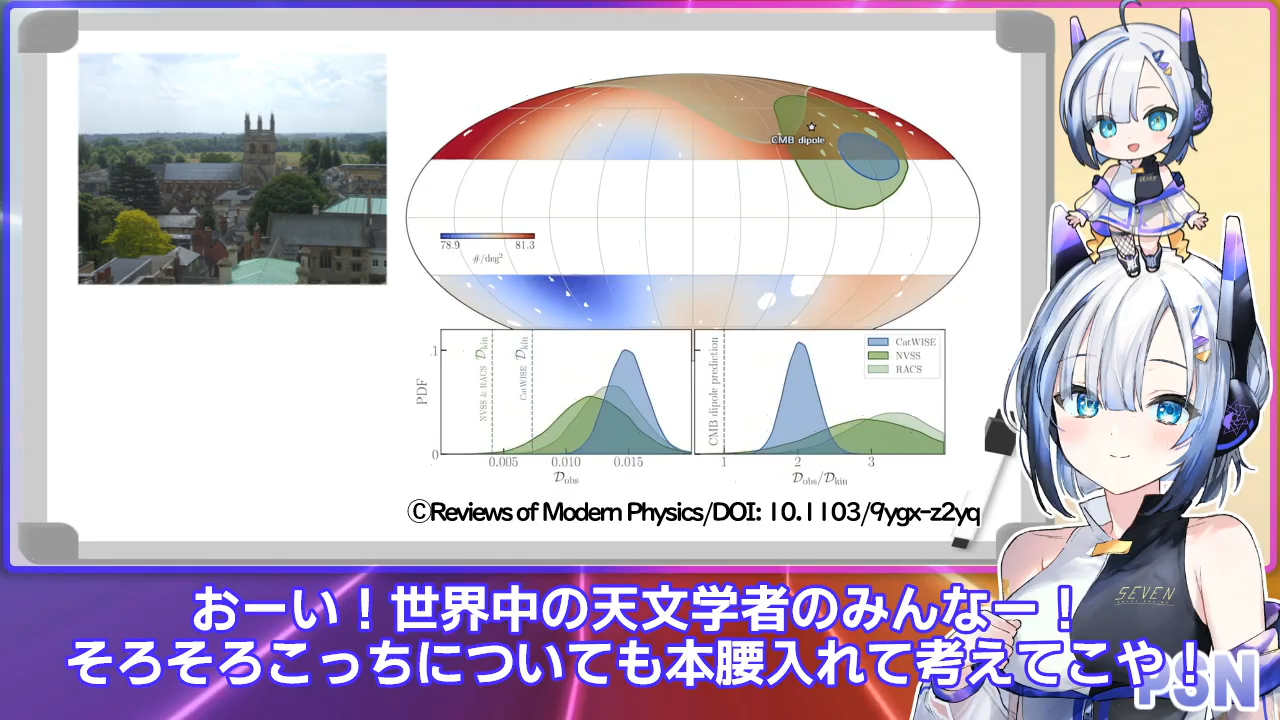 CMB dipole
78.9 81.3
#/deg²
.1
0
PDF
NVSS & RACS 𝒟kin
CatWISE 𝒟kin
0.005 0.010 0.015
𝒟obs
CMB dipole prediction
CatWISE
NVSS
RACS
1 2 3
𝒟obs/𝒟kin
ⒸReviews of Modern Physics/DOI: 10.1103/9ygx-z2yq
おーい！世界中の天文学者のみんなー！
そろそろこっちについても本腰入れて考えてこや！
SEVEN
PSN